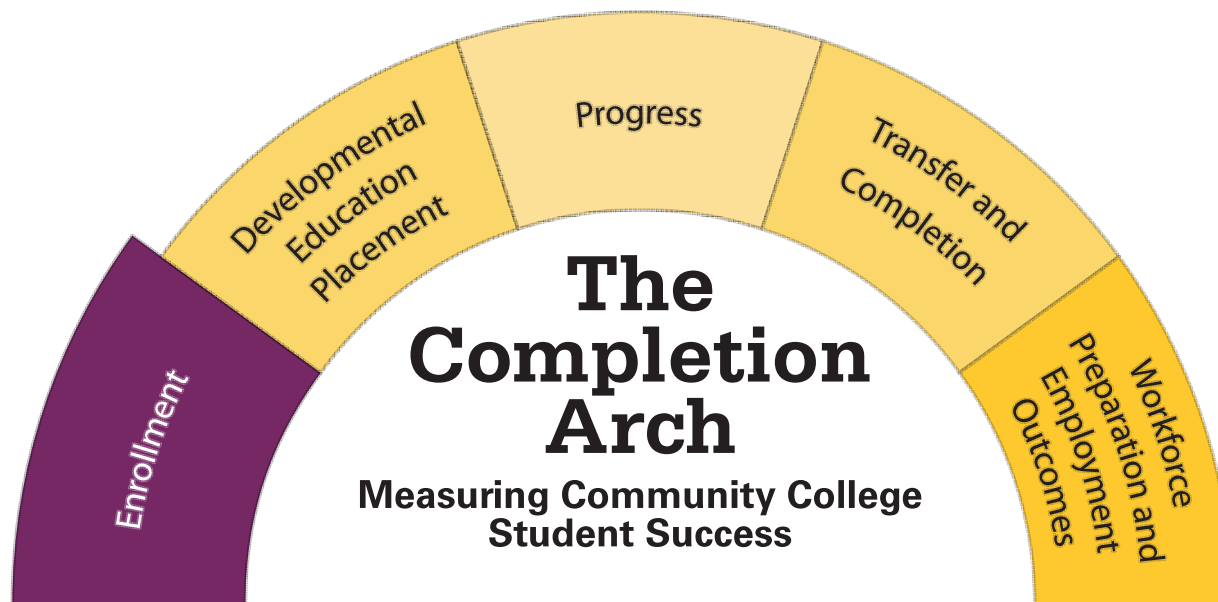 Enrollment
Developmental
Education
Placement
Progress
Transfer and
Completion
Workforce
Preparation and
Employment
Outcomes
The
Completion
Arch
Measuring Community College
Student Success